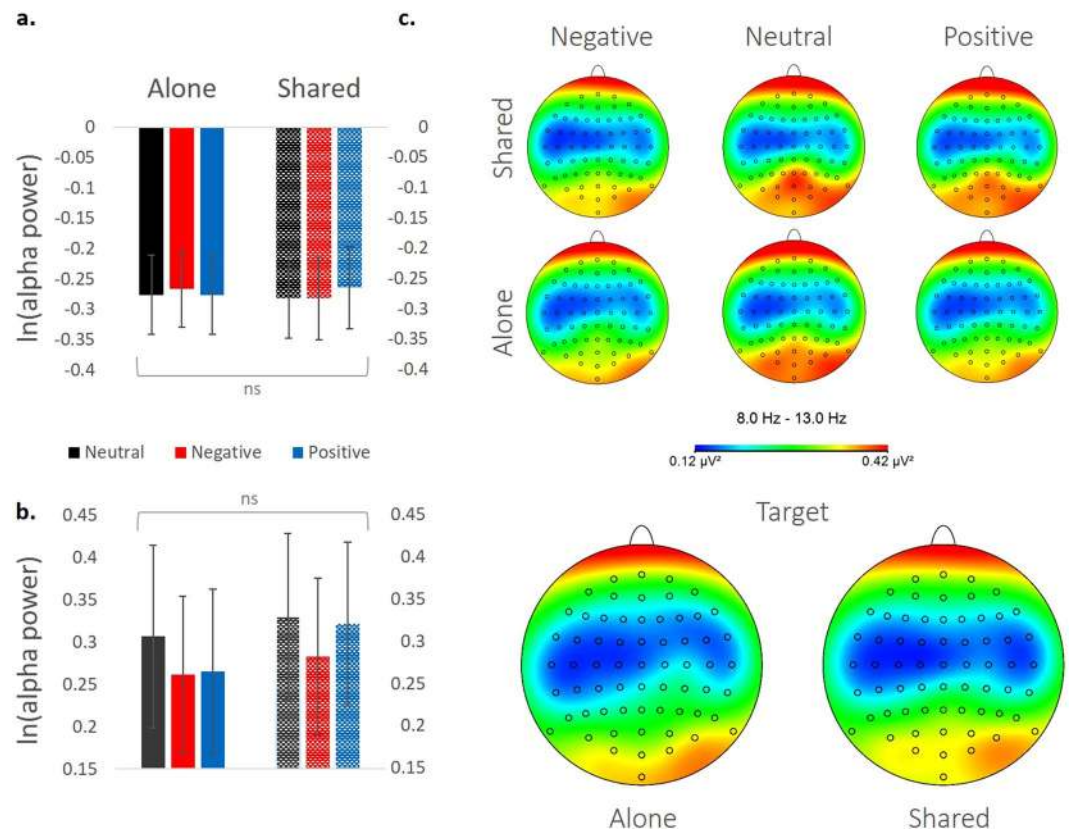 a.
Alone Shared
ln(alpha power)
0 0
-0.05 -0.05
-0.1 -0.1
-0.15 -0.15
-0.2 -0.2
-0.25 -0.25
-0.3 -0.3
-0.35 -0.35
-0.4 -0.4
ns
Neutral Negative Positive
b.
ns
ln(alpha power)
0.45 0.45
0.4 0.4
0.35 0.35
0.3 0.3
0.25 0.25
0.2 0.2
0.15 0.15
c.
Negative Neutral Positive
Shared
Alone
8.0 Hz - 13.0 Hz
0.12 µV² 0.42 µV²
Target
Alone Shared